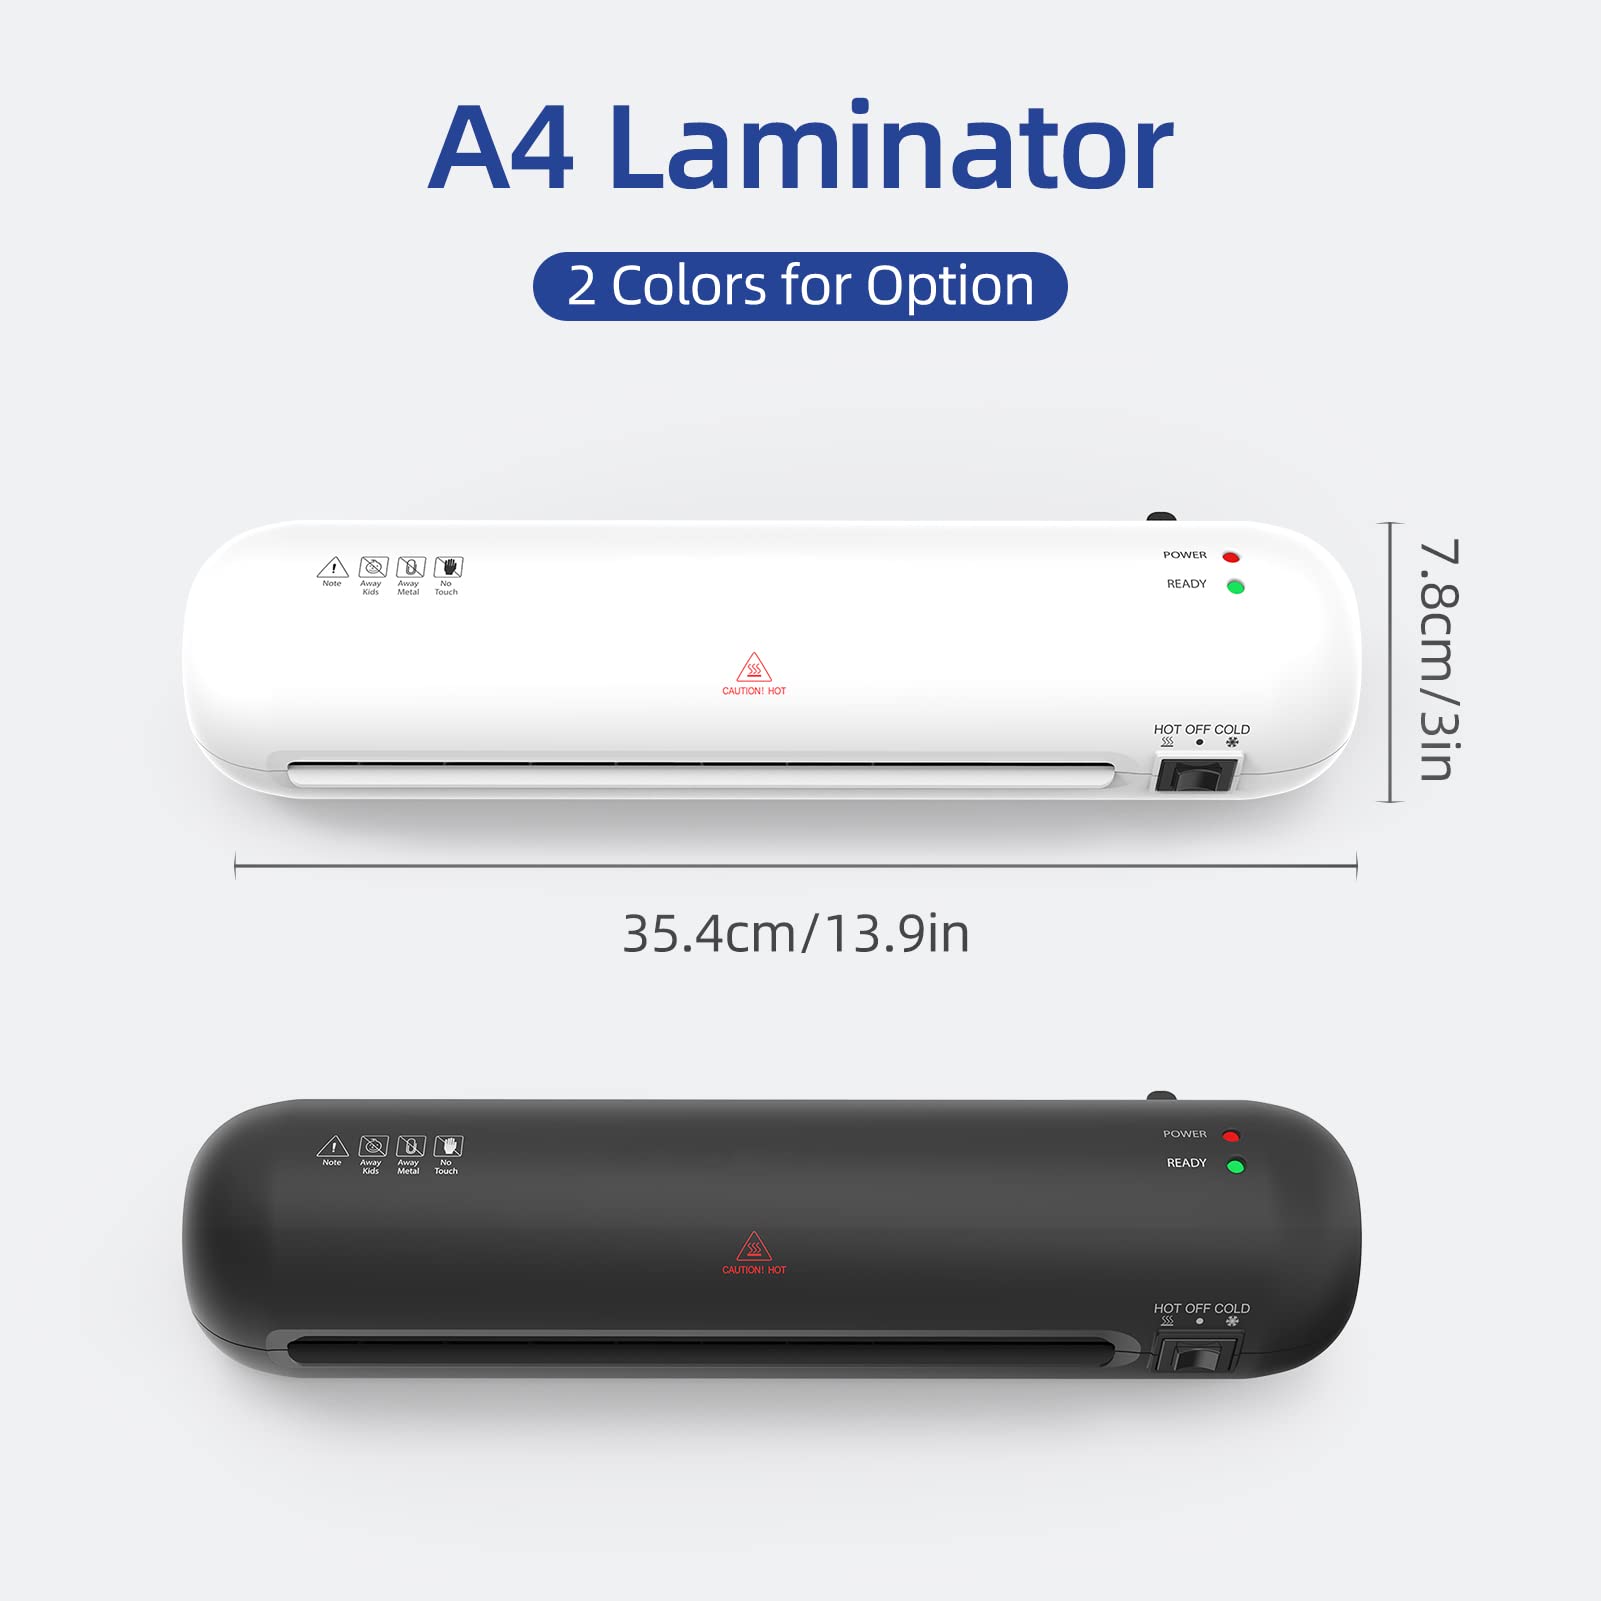 A4 Laminator
2 Colors for Option
POWER
READY
Note
Away
Kids
Away
Metal
No
Touch
CAUTION! HOT
HOT OFF COLD
7.8cm/3in
35.4cm/13.9in
POWER
READY
Note
Away
Kids
Away
Metal
No
Touch
CAUTION! HOT
HOT OFF COLD